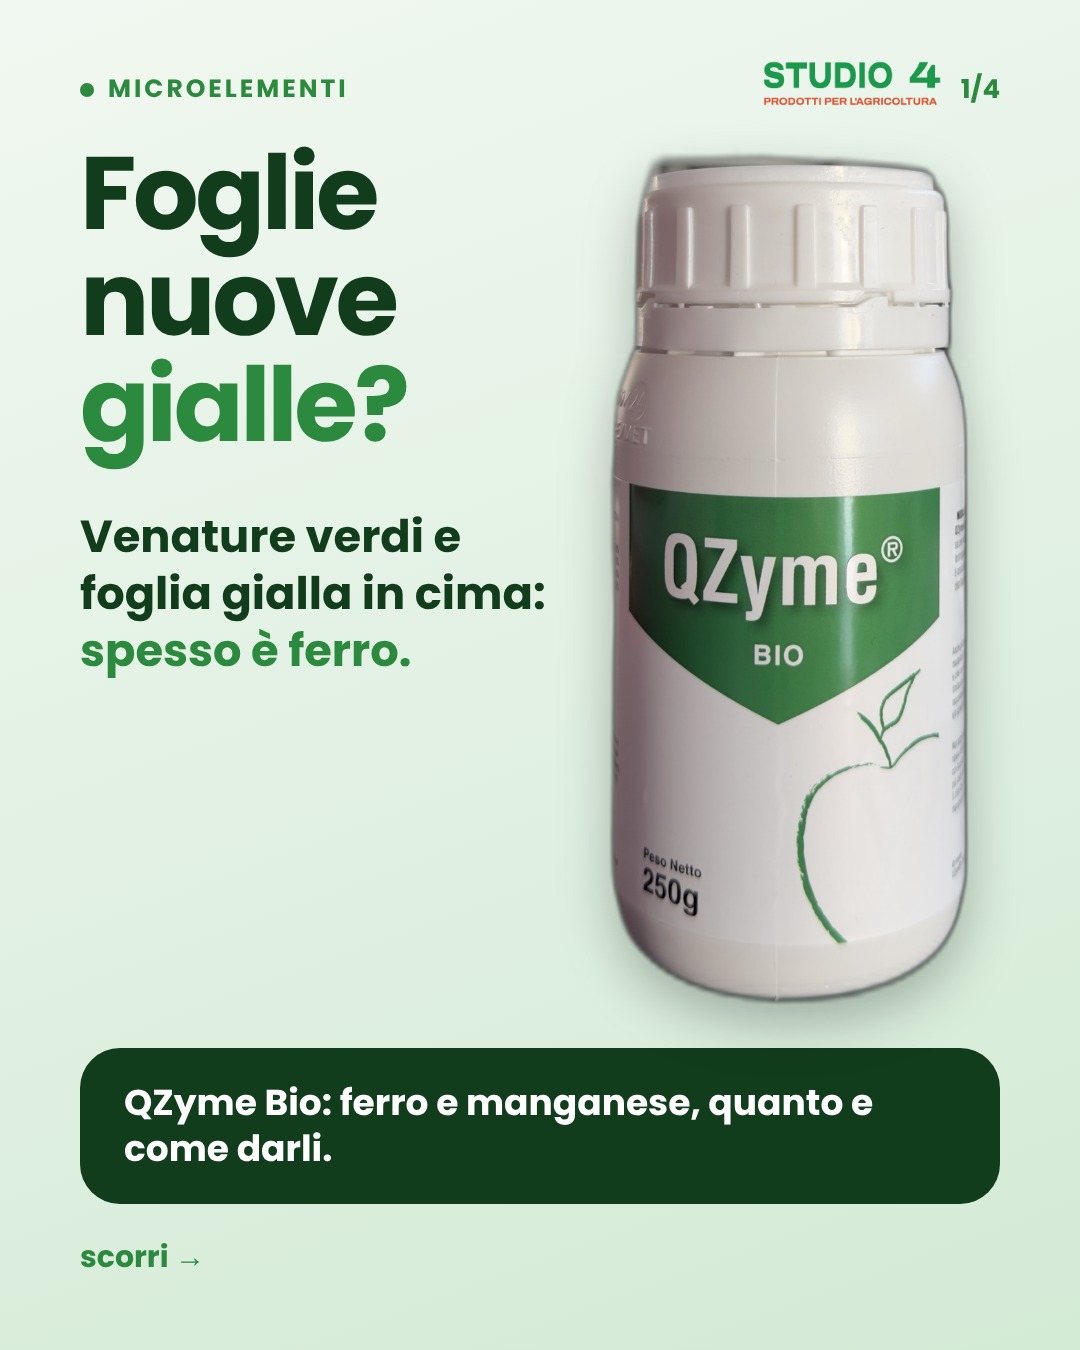 MICROELEMENTI
STUDIO 4
PRODOTTI PER L'AGRICOLTURA
1/4
Foglie
nuove
gialle?
Venature verdi e
foglia gialla in cima:
spesso è ferro.
QZyme®
BIO
Peso Netto
250g
QZyme Bio: ferro e manganese, quanto e
come darli.
scorri →